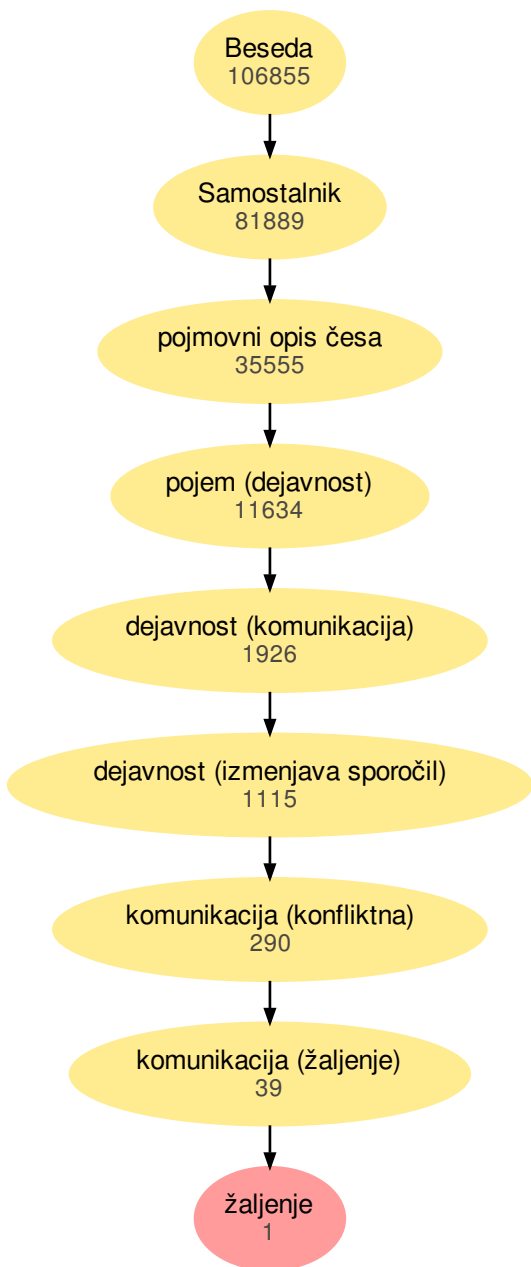 Beseda
106855
Samostalnik
81889
pojmovni opis česa
35555
pojem (dejavnost)
11634
dejavnost (komunikacija)
1926
dejavnost (izmenjava sporočil)
1115
komunikacija (konfliktna)
290
komunikacija (žaljenje)
39
žaljenje
1